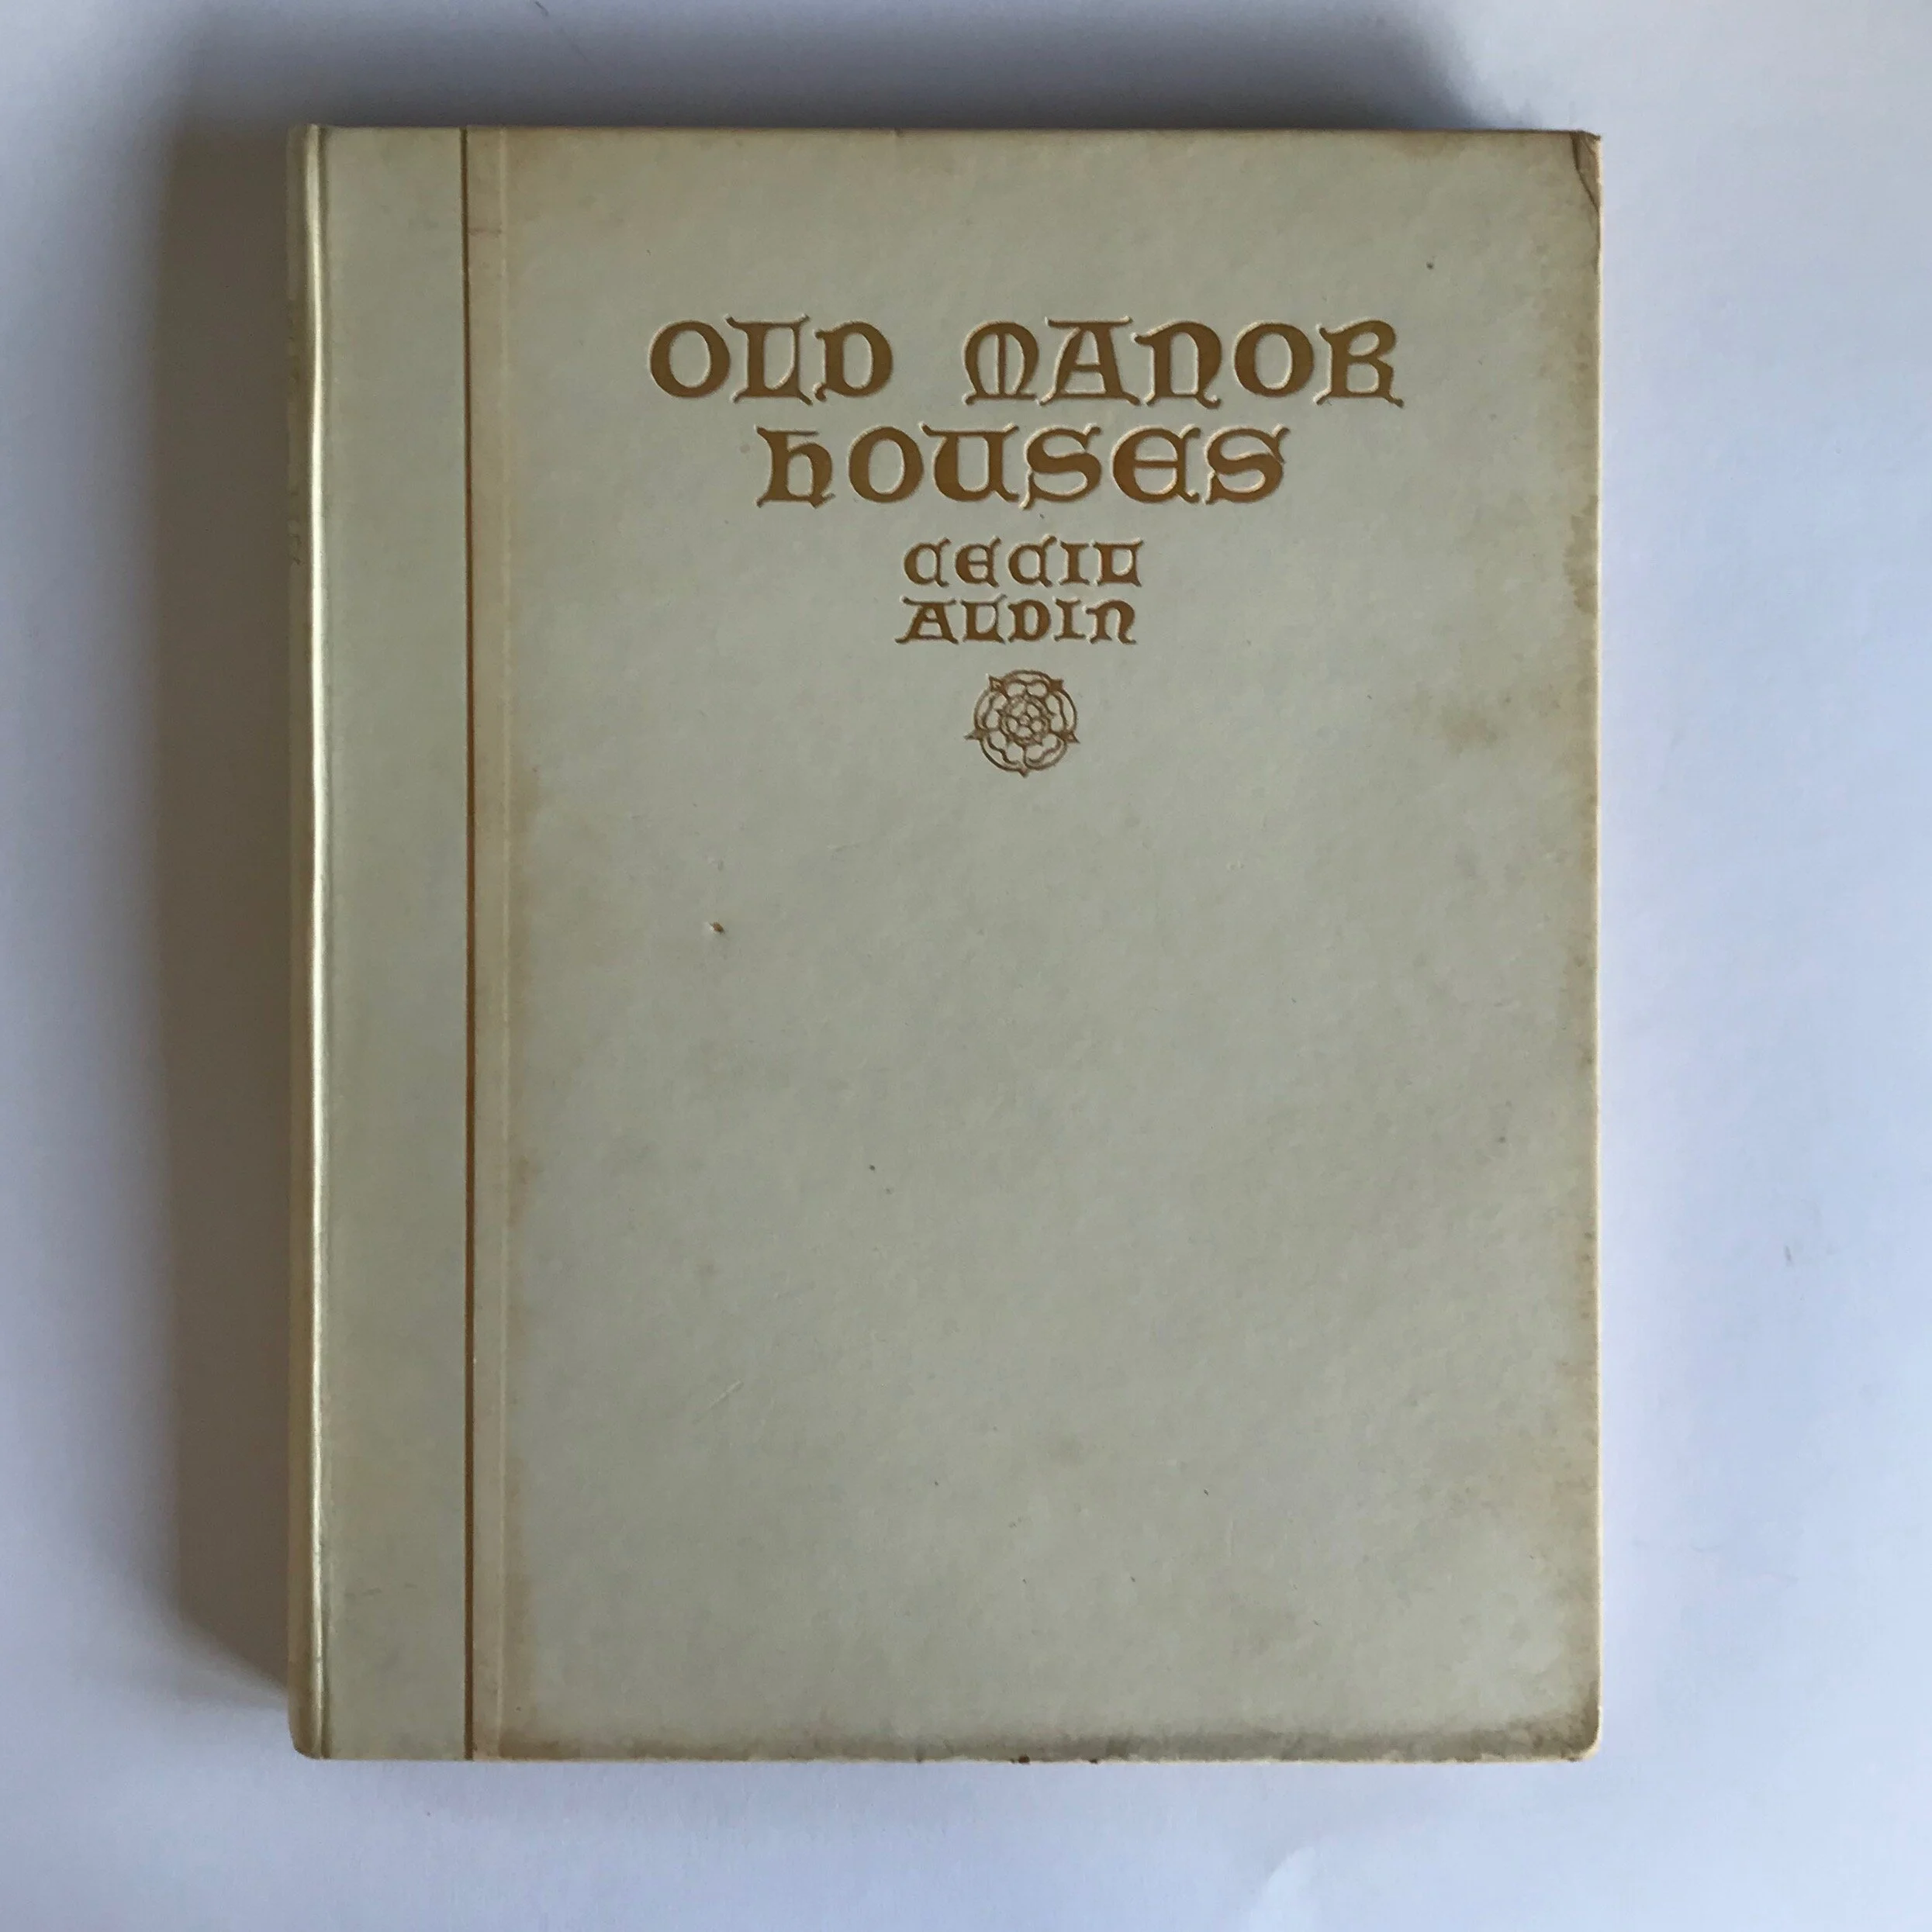 OLD MANOR
HOUSES
CECIL
ALDIN